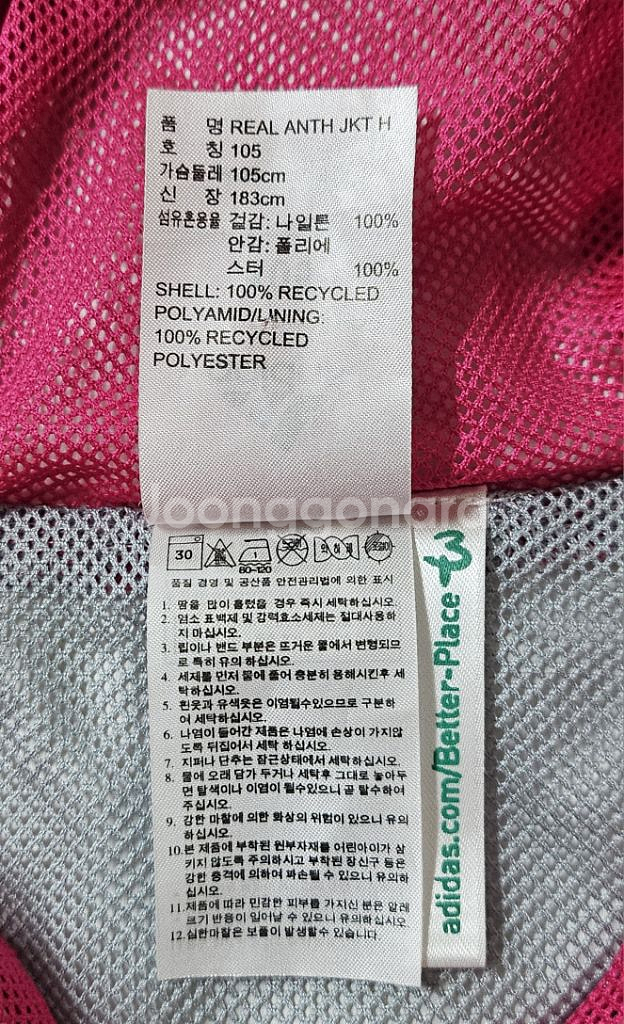 품 명 REAL ANTH JKT H
호 칭 105
가슴둘레 105cm
신 장 183cm
섬유혼용율 겉감: 나일론 100%
안감: 폴리에
스터 100%
SHELL: 100% RECYCLED
POLYAMID/LINING:
100% RECYCLED
POLYESTER
loonggonara
30
1
80~120
약 하 게
품질 경영 및 공산품 안전관리법에 의한 표시
1. 땀을 많이 흘렸을 경우 즉시 세탁하십시오.
2. 염소 표백제 및 강력효소세제는 절대사용하
지 마십시오.
3. 립이나 밴드 부분은 뜨거운 물에서 변형되므
로 특히 유의 하십시오.
4. 세제를 먼저 물에 풀어 충분히 용해시킨후 세
탁하십시오.
5. 흰옷과 유색옷은 이염될수있으므로 구분하
여 세탁하십시오.
6. 나염이 들어간 제품은 나염에 손상이 가지않
도록 뒤집어서 세탁 하십시오.
7. 지퍼나 단추는 잠근상태에서 세탁하십시오.
8. 물에 오래 담가 두거나 세탁후 그대로 놓아두
면 탈색이나 이염이 될수있으니 곧 탈수하여
주십시오.
9. 강한 마찰에 의한 화상의 위험이 있으니 유의
하십시오.
10.본 제품에 부착된 원부자재를 어린아이가 삼
키지 않도록 주의하시고 부착된 장신구 등은
강한 충격에 의하여 파손될 수 있으니 유의하
십시오.
11.제품에 따라 민감한 피부를 가지신 분은 알레
르기 반응이 일어날 수 있으니 유의하십시오.
12.심한마찰은 보풀이 발생할수 있습니다.
adidas.com/Better-Place